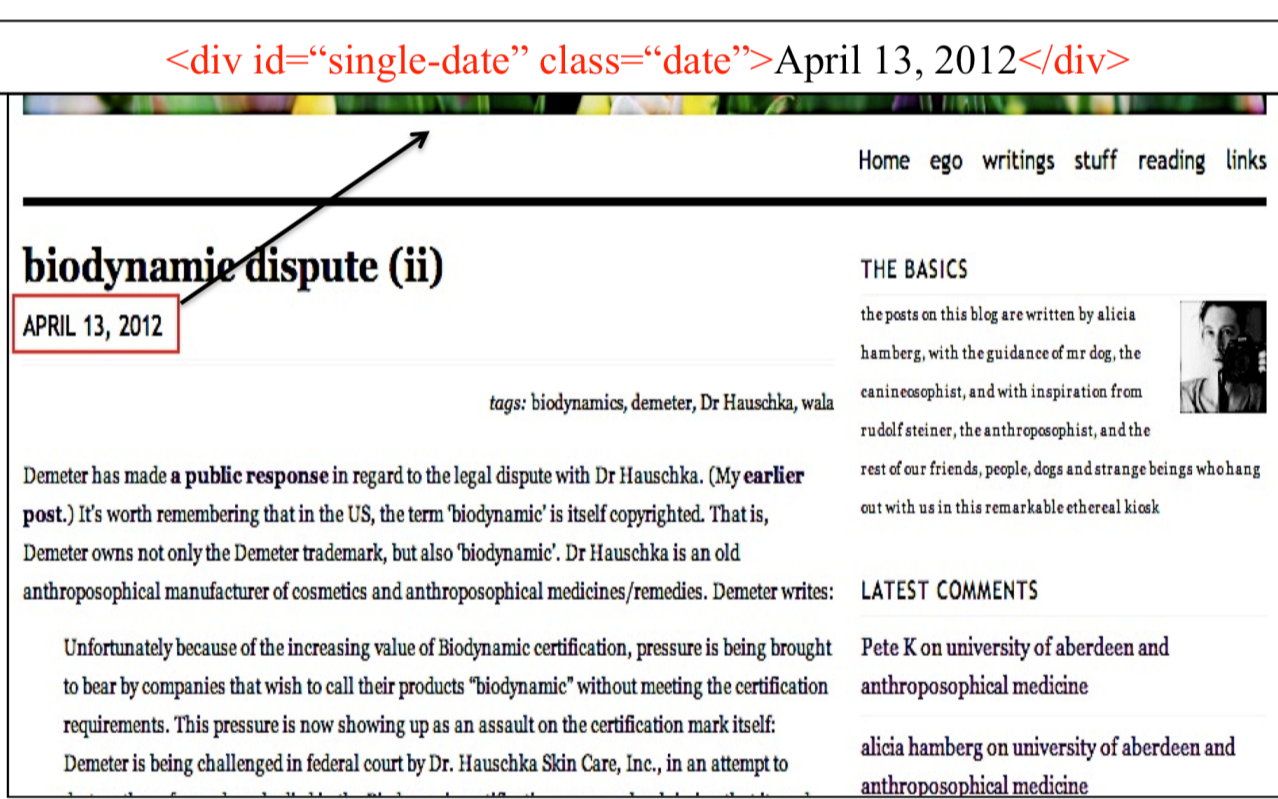 <div id=“single-date” class=“date”>April 13, 2012</div>
Home ego writings stuff reading links
biodynamic dispute (ii)
APRIL 13, 2012
tags: biodynamics, demeter, Dr Hauschka, wala
Demeter has made a public response in regard to the legal dispute with Dr Hauschka. (My earlier
post.) It's worth remembering that in the US, the term 'biodynamic' is itself copyrighted. That is,
Demeter owns not only the Demeter trademark, but also 'biodynamic'. Dr Hauschka is an old
anthroposophical manufacturer of cosmetics and anthroposophical medicines/remedies. Demeter writes:
Unfortunately because of the increasing value of Biodynamic certification, pressure is being brought
to bear by companies that wish to call their products “biodynamic” without meeting the certification
requirements. This pressure is now showing up as an assault on the certification mark itself:
Demeter is being challenged in federal court by Dr. Hauschka Skin Care, Inc., in an attempt to
THE BASICS
the posts on this blog are written by alicia
hamberg, with the guidance of mr dog, the
canineosophist, and with inspiration from
rudolf steiner, the anthroposophist, and the
rest of our friends, people, dogs and strange beings who hang
out with us in this remarkable ethereal kiosk
LATEST COMMENTS
Pete K on university of aberdeen and
anthroposophical medicine
alicia hamberg on university of aberdeen and
anthroposophical medicine